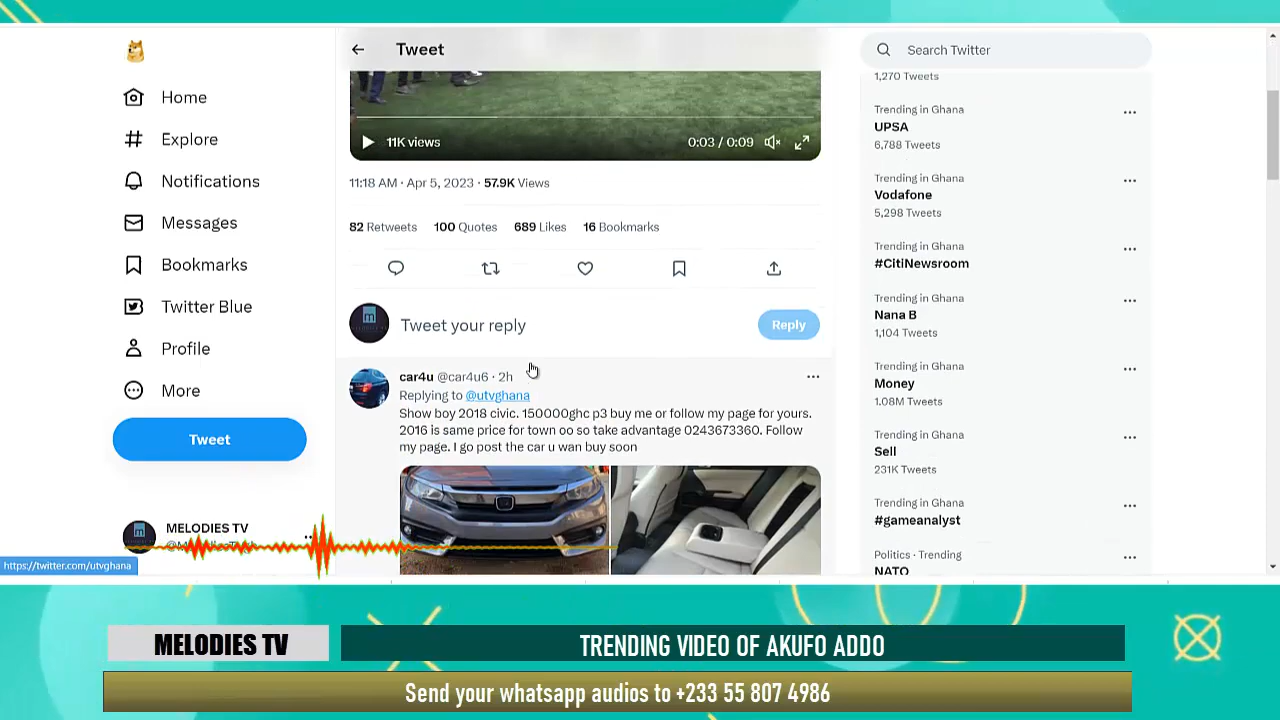 Home
Explore
Notifications
Messages
Bookmarks
Twitter Blue
Profile
More
Tweet
MELODIES TV
https://twitter.com/utvghana
Tweet
11K views
0:03 / 0:09
11:18 AM · Apr 5, 2023 · 57.9K Views
82 Retweets 100 Quotes 689 Likes 16 Bookmarks
Tweet your reply
Reply
car4u @car4u6 · 2h
Replying to @utvghana
Show boy 2018 civic. 150000ghc p3 buy me or follow my page for yours.
2016 is same price for town oo so take advantage 0243673360. Follow
my page. I go post the car u wan buy soon
Search Twitter
1,270 Tweets
Trending in Ghana
UPSA
6,788 Tweets
Trending in Ghana
Vodafone
5,298 Tweets
Trending in Ghana
#CitiNewsroom
Trending in Ghana
Nana B
1,104 Tweets
Trending in Ghana
Money
1.08M Tweets
Trending in Ghana
Sell
231K Tweets
Trending in Ghana
#gameanalyst
Politics · Trending
NATO
MELODIES TV
TRENDING VIDEO OF AKUFO ADDO
Send your whatsapp audios to +233 55 807 4986